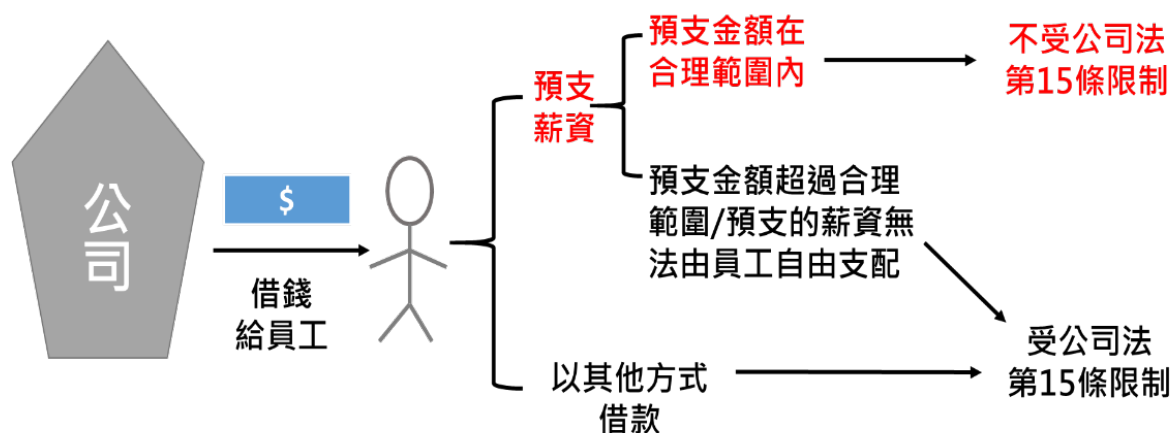 公司
$
借錢
給員工
預支
薪資
預支金額在
合理範圍內
不受公司法
第15條限制
預支金額超過合理
範圍/預支的薪資無
法由員工自由支配
以其他方式
借款
受公司法
第15條限制